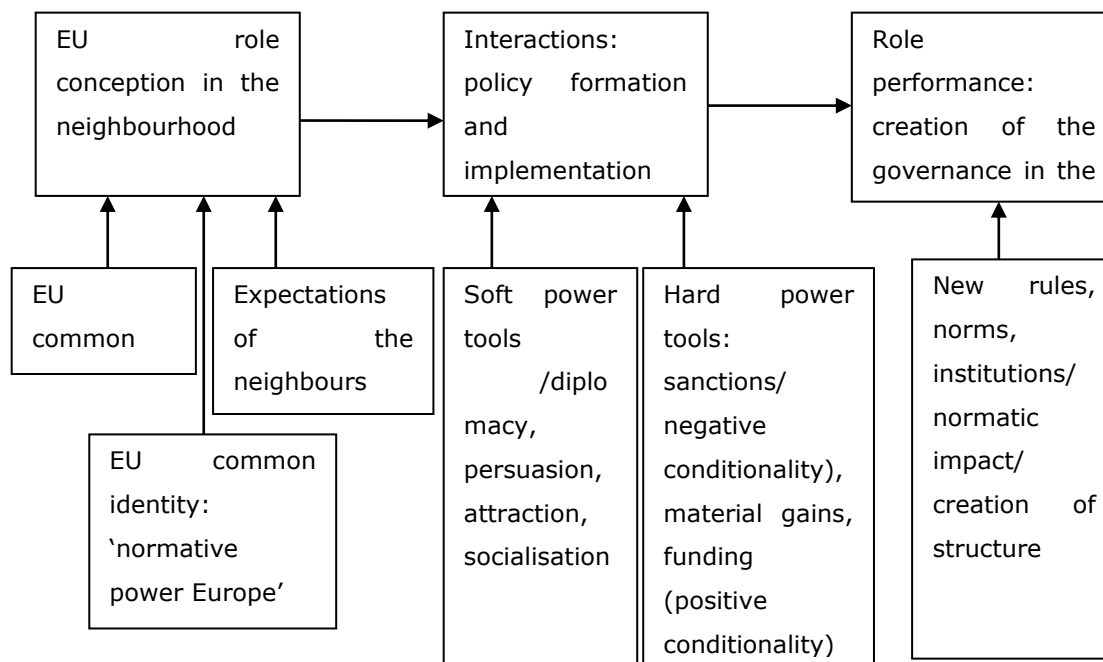 EU role
conception in the
neighbourhood
Interactions:
policy formation
and
implementation
Role
performance:
creation of the
governance in the
EU
common
Expectations
of the
neighbours
EU common
identity:
‘normative
power Europe’
Soft power
tools
/diplo
macy,
persuasion,
attraction,
socialisation
Hard power
tools:
sanctions/
negative
conditionality),
material gains,
funding
(positive
conditionality)
New rules,
norms,
institutions/
normatic
impact/
creation of
structure